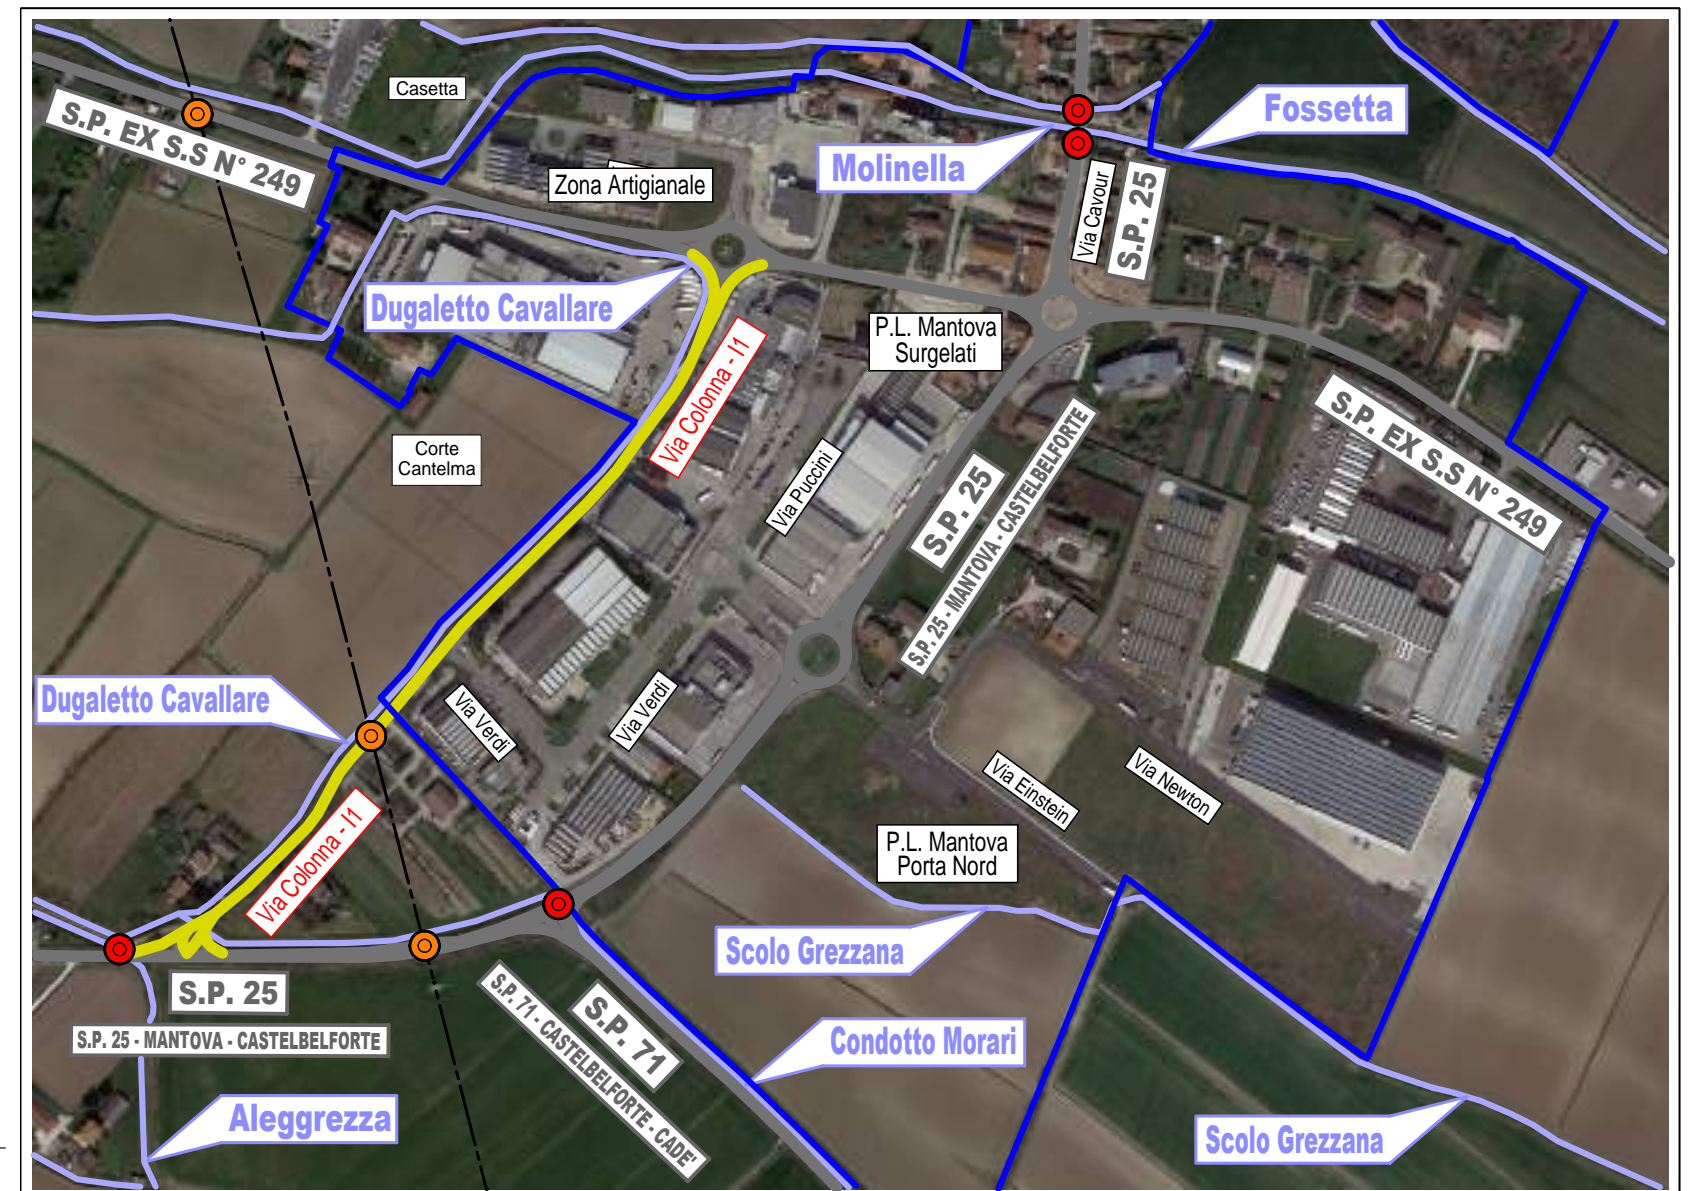 Casetta
Fossetta
S.P. EX S.S N° 249
Molinella
Zona Artigianale
Via Cavour
S.P. 25
Dugaletto Cavallare
P.L. Mantova
Surgelati
Via Colonna - I1
S.P. EX S.S N° 249
Corte
Cantelma
Via Puccini
S.P. 25
S.P. 25 - MANTOVA - CASTELBELFORTE
Dugaletto Cavallare
Via Verdi
Via Verdi
Via Einstein
Via Newton
Via Colonna - I1
P.L. Mantova
Porta Nord
Scolo Grezzana
S.P. 25
S.P. 25 - MANTOVA - CASTELBELFORTE
S.P. 71
S.P. 71 - CASTELBELFORTE - CADE'
Condotto Morari
Aleggrezza
Scolo Grezzana